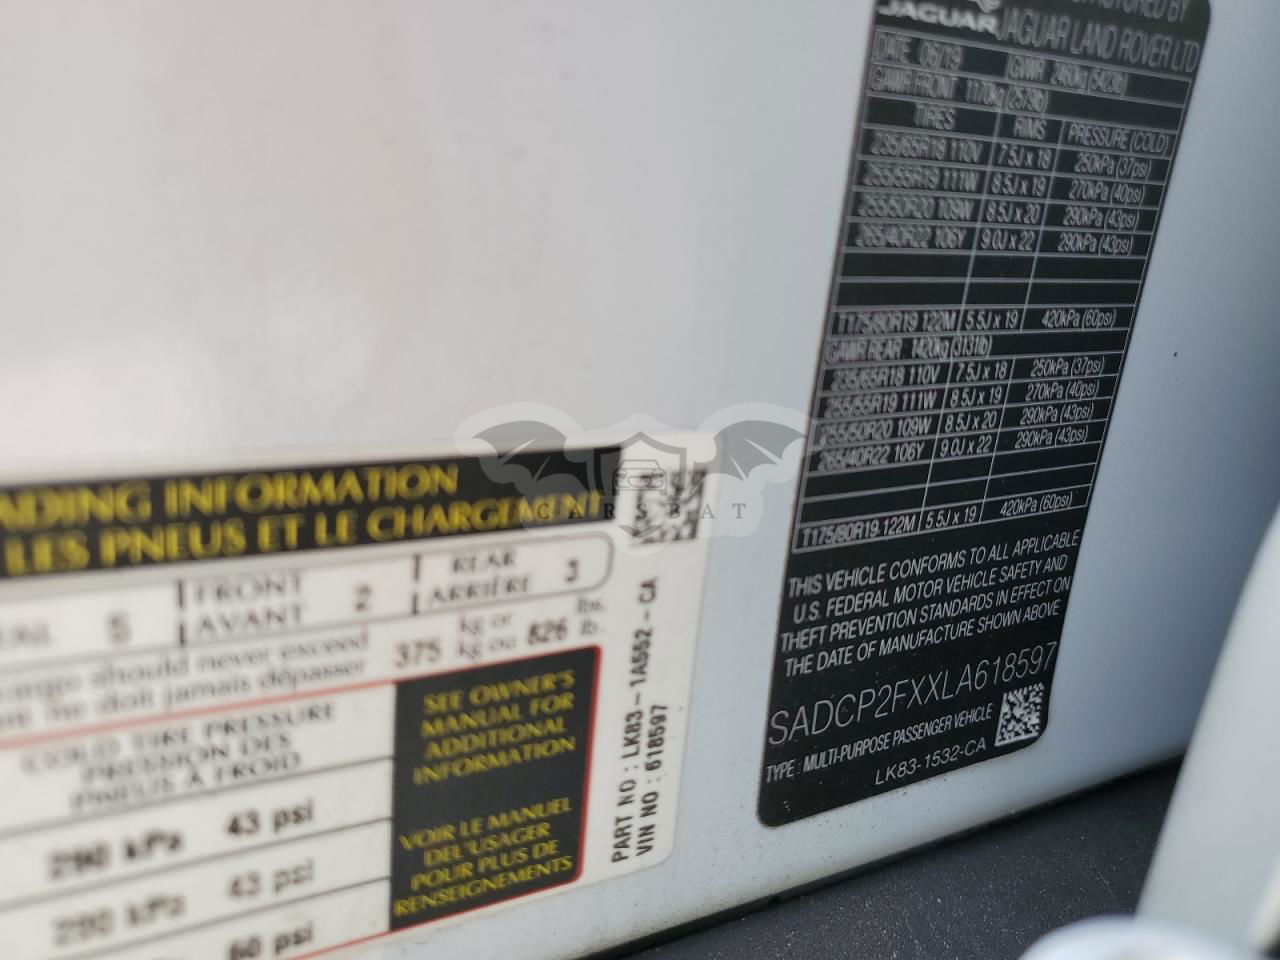 ADING INFORMATION
LES PNEUS ET LE CHARGEMENT
5 FRONT AVANT 2 REAR ARRIÈRE 3
cargo should never exceed
ne doit jamais dépasser
375 kg or kg ou 826 lbs. lb.
COLD TIRE PRESSURE
PRESSION DES
PNEUS À FROID
290 kPa 43 psi
290 kPa 43 psi
60 psi
SEE OWNER'S
MANUAL FOR
ADDITIONAL
INFORMATION
VOIR LE MANUEL
DEL'USAGER
POUR PLUS DE
RENSEIGNEMENTS
PART NO : LK83-1A552-CA
VIN NO : 618597
CARSBAT
JAGUAR
BY
JAGUAR LAND ROVER LTD
DATE 06/19 GWR 2460kg (5423lb)
GAWR FRONT 1170kg (2579lb)
TIRES RIMS PRESSURE (COLD)
235/65R18 110V 7.5J x 18 250kPa (37psi)
255/55R19 111W 8.5J x 19 270kPa (40psi)
255/50R20 109W 8.5J x 20 290kPa (43psi)
265/40R22 106Y 9.0J x 22 290kPa (43psi)
T175/80R19 122M 5.5J x 19 420kPa (60psi)
GAWR REAR 1420kg (3131lb)
235/65R18 110V 7.5J x 18 250kPa (37psi)
255/55R19 111W 8.5J x 19 270kPa (40psi)
255/50R20 109W 8.5J x 20 290kPa (43psi)
265/40R22 106Y 9.0J x 22 290kPa (43psi)
T175/80R19 122M 5.5J x 19 420kPa (60psi)
THIS VEHICLE CONFORMS TO ALL APPLICABLE
U.S. FEDERAL MOTOR VEHICLE SAFETY AND
THEFT PREVENTION STANDARDS IN EFFECT ON
THE DATE OF MANUFACTURE SHOWN ABOVE
SADCP2FXXLA618597
TYPE : MULTI-PURPOSE PASSENGER VEHICLE
LK83-1532-CA